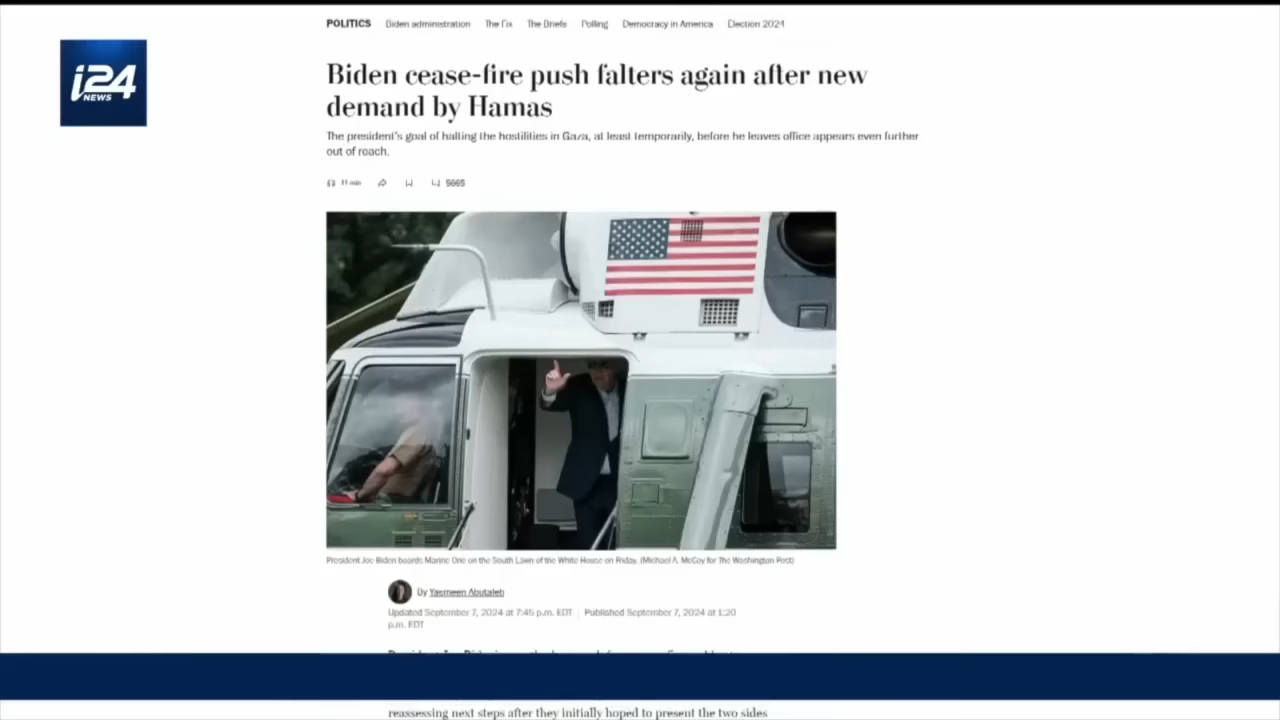 POLITICS Biden administration The Fix The Briefs Polling Democracy in America Election 2024
i24
NEWS
Biden cease-fire push falters again after new
demand by Hamas
The president's goal of halting the hostilities in Gaza, at least temporarily, before he leaves office appears even further
out of reach.
11 min 5665
President Joe Biden boards Marine One on the South Lawn of the White House on Friday. (Michael A. McCoy for The Washington Post)
By Yasmeen Abutaleb
Updated September 7, 2024 at 7:45 p.m. EDT | Published September 7, 2024 at 1:20
p.m. EDT
reassessing next steps after they initially hoped to present the two sides